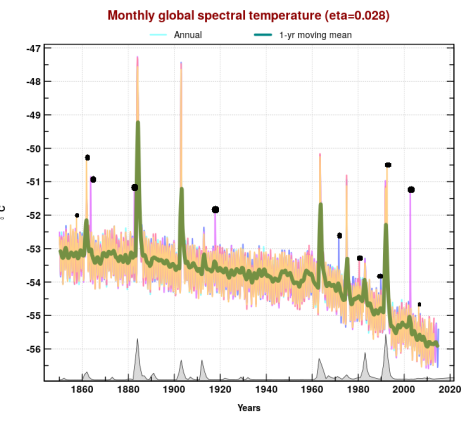 Monthly global spectral temperature (eta=0.028)
Annual 1-yr moving mean
-47
-48
-49
-50
-51
-52
-53
-54
-55
-56
° C
1860 1880 1900 1920 1940 1960 1980 2000 2020
Years